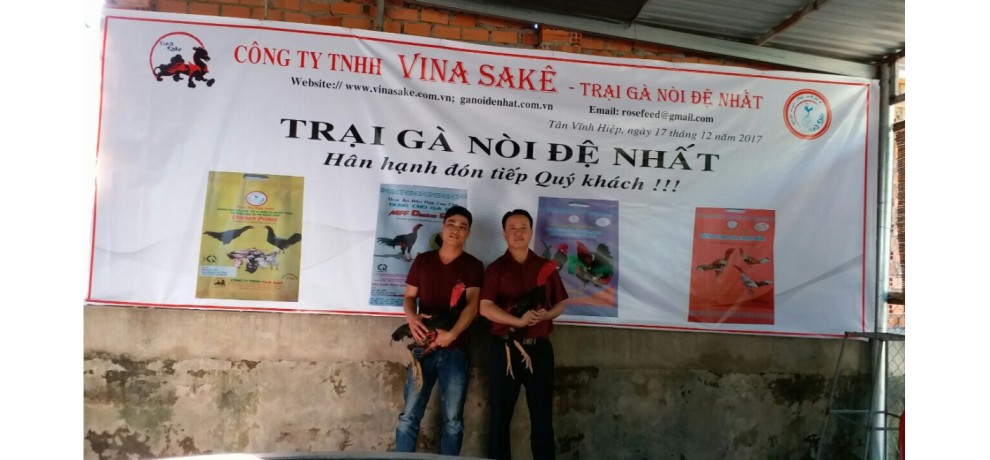 Vina Sakê
CÔNG TY TNHH VINA SAKÊ - TRẠI GÀ NÒI ĐỆ NHẤT
Website:// www.vinasake.com.vn; ganoidenhat.com.vn
Email: rosefeed@gmail.com
Tân Vĩnh Hiệp, ngày 17 tháng 12 năm 2017
TRẠI GÀ NÒI ĐỆ NHẤT
Hân hạnh đón tiếp Quý khách !!!